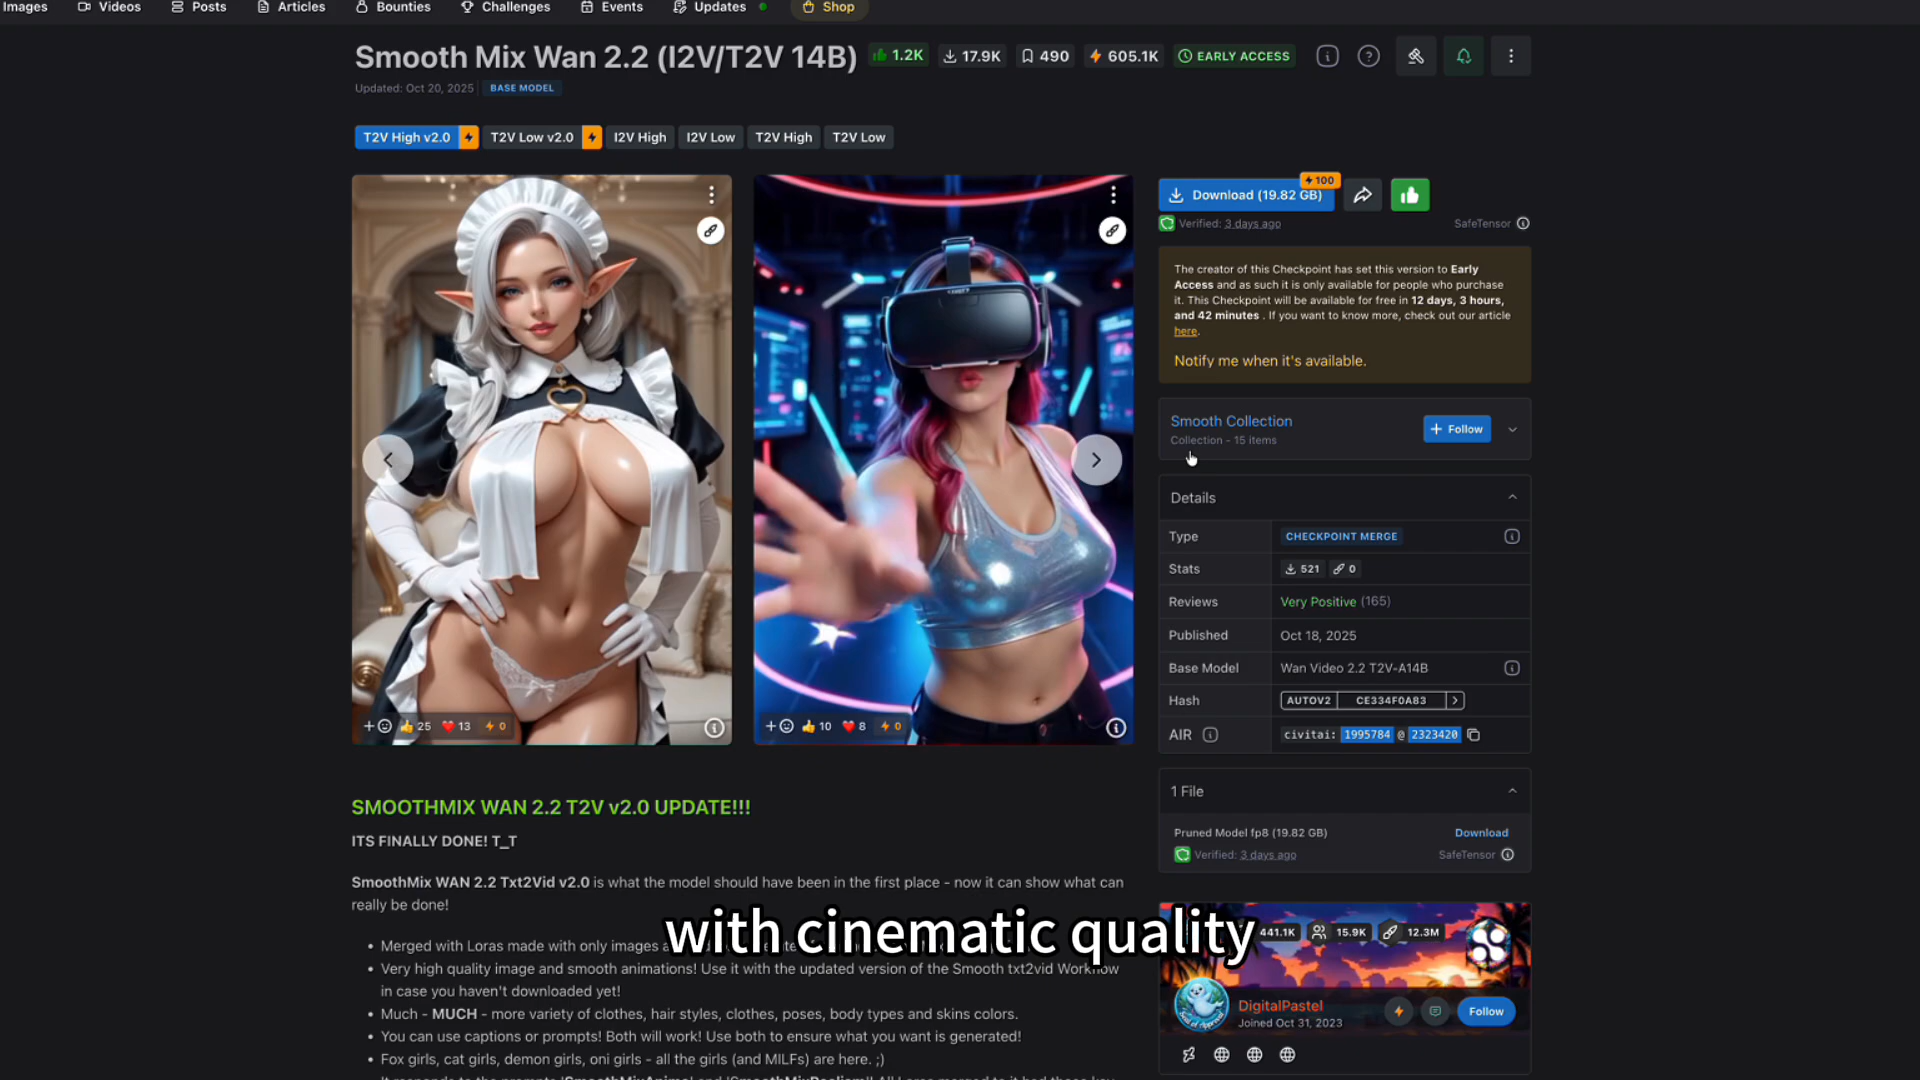 Images Videos Posts Articles Bounties Challenges Events Updates Shop
Smooth Mix Wan 2.2 (I2V/T2V 14B) 1.2K 17.9K 490 605.1K EARLY ACCESS
Updated: Oct 20, 2025 BASE MODEL
T2V High v2.0 T2V Low v2.0 I2V High I2V Low T2V High T2V Low
100
Download (19.82 GB)
Verified: 3 days ago SafeTensor
The creator of this Checkpoint has set this version to Early
Access and as such it is only available for people who purchase
it. This Checkpoint will be available for free in 12 days, 3 hours,
and 42 minutes . If you want to know more, check out our article
here.
Notify me when it's available.
Smooth Collection
Collection - 15 items
+ Follow
Details
Type CHECKPOINT MERGE
Stats 521 0
Reviews Very Positive (165)
Published Oct 18, 2025
Base Model Wan Video 2.2 T2V-A14B
Hash AUTOV2 CE334F0A83
AIR civitai: 1995784 @ 2323420
25 13 0
10 8 0
1 File
Pruned Model fp8 (19.82 GB) Download
Verified: 3 days ago SafeTensor
SMOOTHMIX WAN 2.2 T2V v2.0 UPDATE!!!
ITS FINALLY DONE! T_T
SmoothMix WAN 2.2 Txt2Vid v2.0 is what the model should have been in the first place - now it can show what can
really be done!
• Merged with Loras made with only images
• Very high quality image and smooth animations! Use it with the updated version of the Smooth txt2vid Workflow
in case you haven't downloaded yet!
• Much - MUCH - more variety of clothes, hair styles, clothes, poses, body types and skins colors.
• You can use captions or prompts! Both will work! Use both to ensure what you want is generated!
• Fox girls, cat girls, demon girls, oni girls - all the girls (and MILFs) are here. ;)
with cinematic quality
441.1K 15.9K 12.3M
DigitalPastel
Joined Oct 31, 2023
Follow